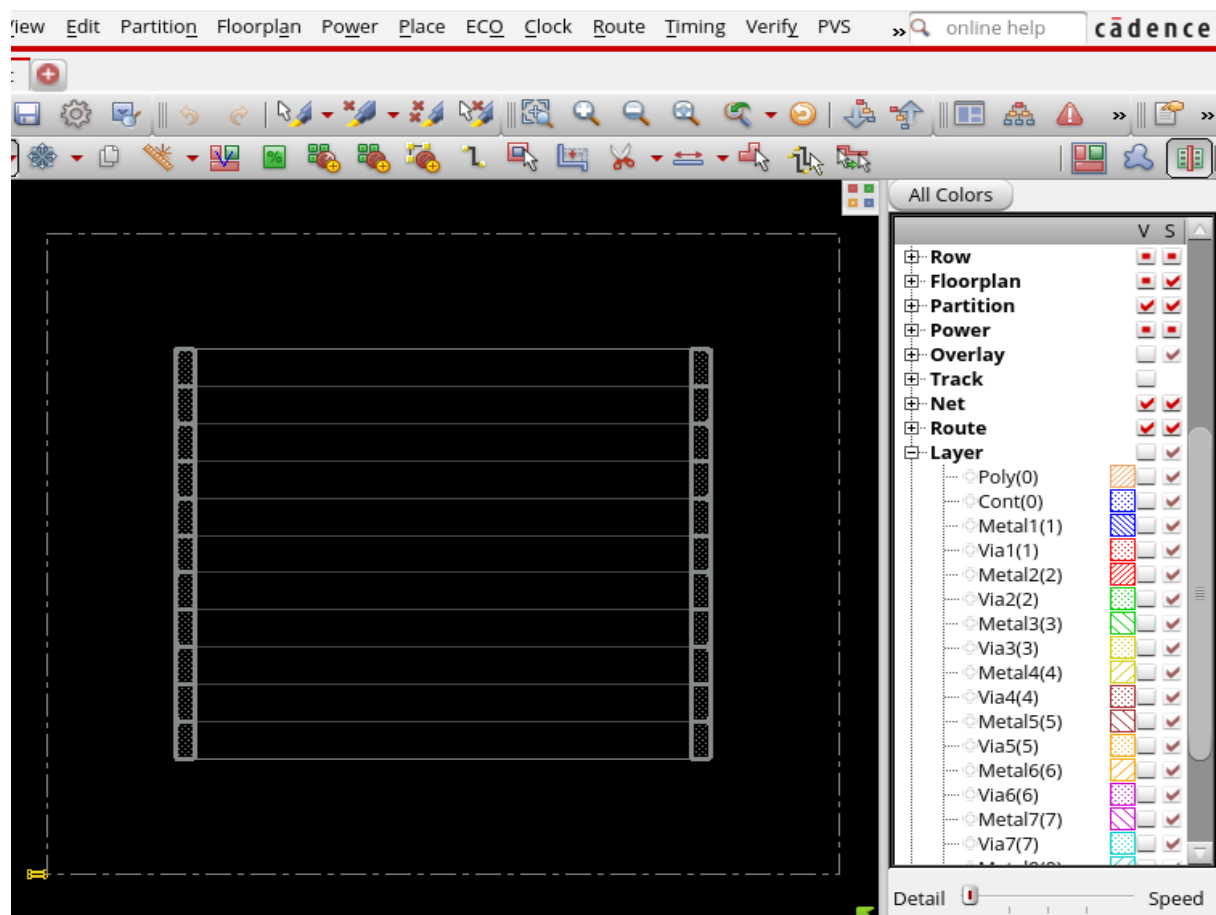 View Edit Partition Floorplan Power Place ECO Clock Route Timing Verify PVS » online help cādence
» »
All Colors
V S
Row
Floorplan
Partition
Power
Overlay
Track
Net
Route
Layer
Poly(0)
Cont(0)
Metal1(1)
Via1(1)
Metal2(2)
Via2(2)
Metal3(3)
Via3(3)
Metal4(4)
Via4(4)
Metal5(5)
Via5(5)
Metal6(6)
Via6(6)
Metal7(7)
Via7(7)
Detail Speed